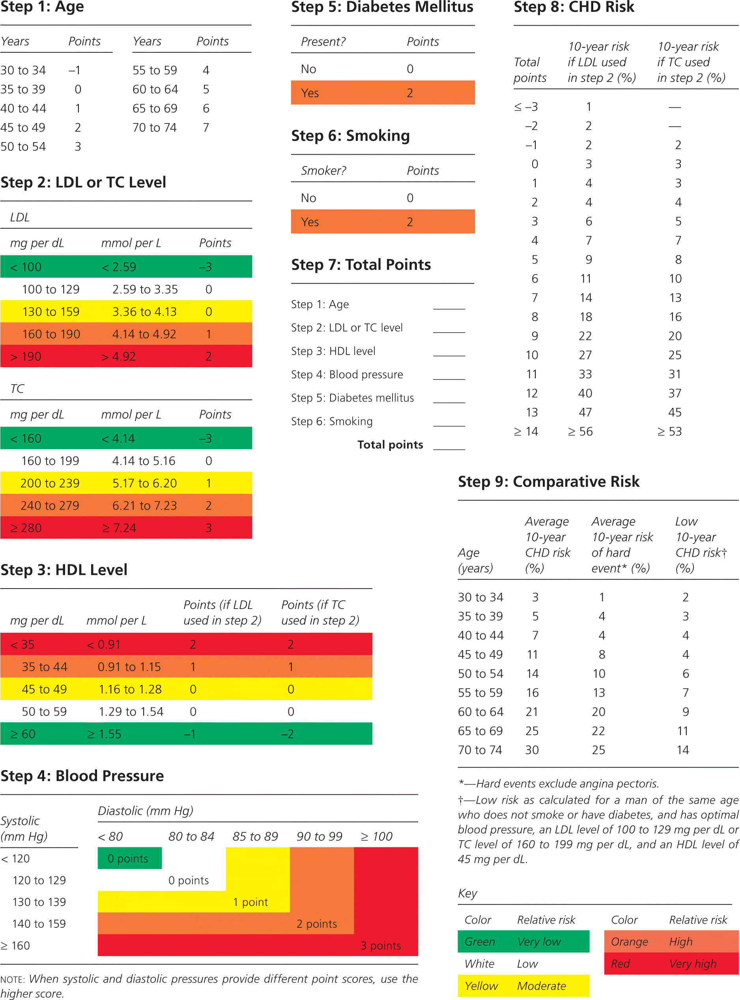 Step 1: Age
Years Points Years Points
30 to 34 –1 55 to 59 4
35 to 39 0 60 to 64 5
40 to 44 1 65 to 69 6
45 to 49 2 70 to 74 7
50 to 54 3
Step 2: LDL or TC Level
LDL
mg per dL mmol per L Points
< 100 < 2.59 –3
100 to 129 2.59 to 3.35 0
130 to 159 3.36 to 4.13 0
160 to 190 4.14 to 4.92 1
> 190 > 4.92 2
TC
mg per dL mmol per L Points
< 160 < 4.14 –3
160 to 199 4.14 to 5.16 0
200 to 239 5.17 to 6.20 1
240 to 279 6.21 to 7.23 2
≥ 280 ≥ 7.24 3
Step 3: HDL Level
Points (if LDL Points (if TC
mg per dL mmol per L used in step 2) used in step 2)
< 35 < 0.91 2 2
35 to 44 0.91 to 1.15 1 1
45 to 49 1.16 to 1.28 0 0
50 to 59 1.29 to 1.54 0 0
≥ 60 ≥ 1.55 –1 –2
Step 4: Blood Pressure
Diastolic (mm Hg)
Systolic
(mm Hg) < 80 80 to 84 85 to 89 90 to 99 ≥ 100
< 120 0 points
120 to 129 0 points
130 to 139 1 point
140 to 159 2 points
≥ 160 3 points
NOTE: When systolic and diastolic pressures provide different point scores, use the
higher score.
Step 5: Diabetes Mellitus
Present? Points
No 0
Yes 2
Step 6: Smoking
Smoker? Points
No 0
Yes 2
Step 7: Total Points
Step 1: Age
Step 2: LDL or TC level
Step 3: HDL level
Step 4: Blood pressure
Step 5: Diabetes mellitus
Step 6: Smoking
Total points
Step 8: CHD Risk
10-year risk 10-year risk
Total if LDL used if TC used
points in step 2 (%) in step 2 (%)
≤ –3 1 —
–2 2 —
–1 2 2
0 3 3
1 4 3
2 4 4
3 6 5
4 7 7
5 9 8
6 11 10
7 14 13
8 18 16
9 22 20
10 27 25
11 33 31
12 40 37
13 47 45
≥ 14 ≥ 56 ≥ 53
Step 9: Comparative Risk
Average Average Low
10-year 10-year risk 10-year
Age CHD risk of hard CHD risk†
(years) (%) event* (%) (%)
30 to 34 3 1 2
35 to 39 5 4 3
40 to 44 7 4 4
45 to 49 11 8 4
50 to 54 14 10 6
55 to 59 16 13 7
60 to 64 21 20 9
65 to 69 25 22 11
70 to 74 30 25 14
*—Hard events exclude angina pectoris.
†—Low risk as calculated for a man of the same age
who does not smoke or have diabetes, and has optimal
blood pressure, an LDL level of 100 to 129 mg per dL or
TC level of 160 to 199 mg per dL, and an HDL level of
45 mg per dL.
Key
Color Relative risk Color Relative risk
Green Very low Orange High
White Low Red Very high
Yellow Moderate